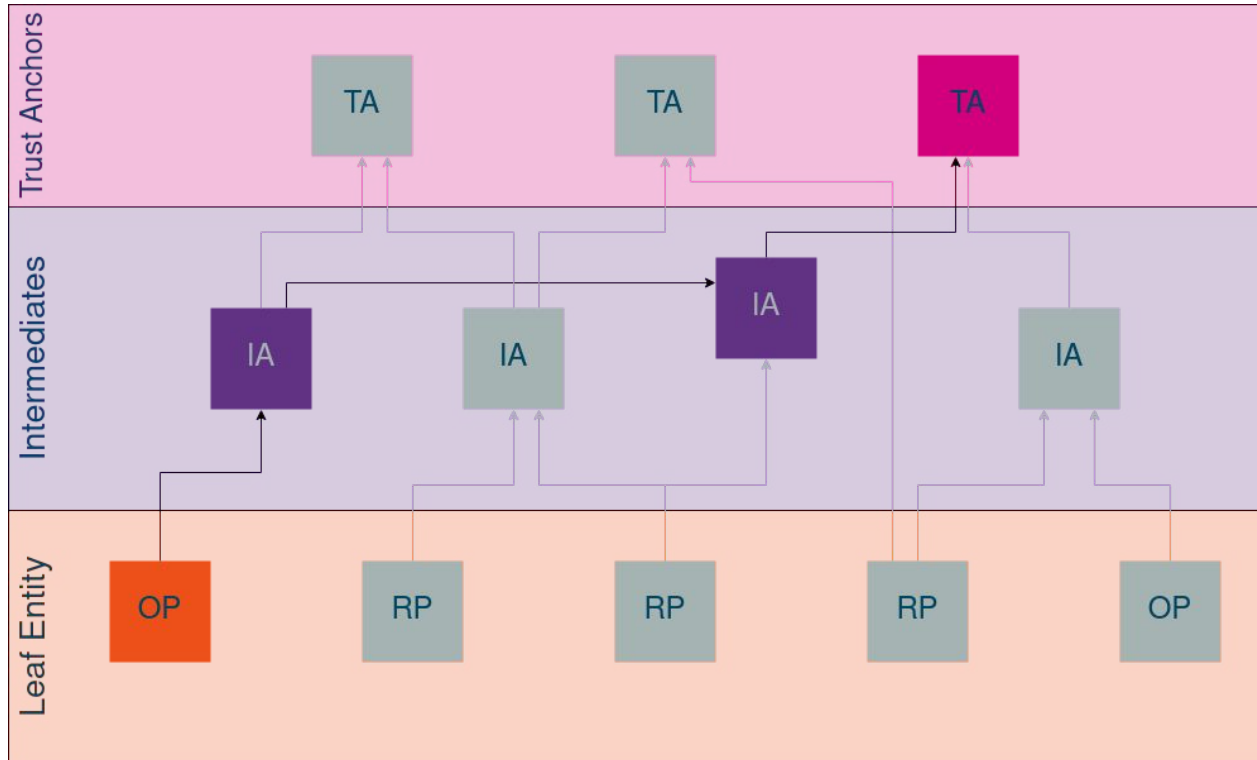 Trust Anchors
TA
TA
TA
Intermediates
IA
IA
IA
IA
Leaf Entity
OP
RP
RP
RP
OP